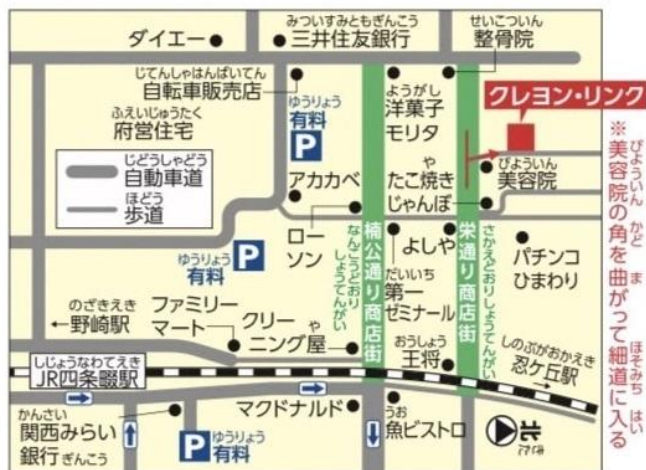 ダイエー
みついすみともぎんこう
三井住友銀行
せいこついん
整骨院
じてんしゃはんばいてん
自転車販売店
ふえいじゅうたく
府営住宅
ゆうりょう
有料
P
ようがし
洋菓子
モリタ
クレヨン・リンク
じどうしゃどう
自動車道
ほどう
歩道
アカカベ
や
たこ焼き
じゃんぼ
びよういん
美容院
ローソン
ゆうりょう
有料
P
楠公通り商店街
なんこうどおり
しょうてんがい
よしや
だいいち
第一
ゼミナール
栄通り商店街
さかえどおりしょうてんがい
パチンコ
ひまわり
のざきえき
←野崎駅
ファミリー
マート
クリー
や
ニング屋
おうしょう
王将
しのぶがおかえき
忍ケ丘駅
しじょうなわてえき
JR四条畷駅
かんさい
関西みらい
銀行ぎんこう
P
ゆうりょう
有料
マクドナルド
うお
魚ビストロ
北
きた
びよういん かど ま ほそみち はい
※美容院の角を曲がって細道に入る